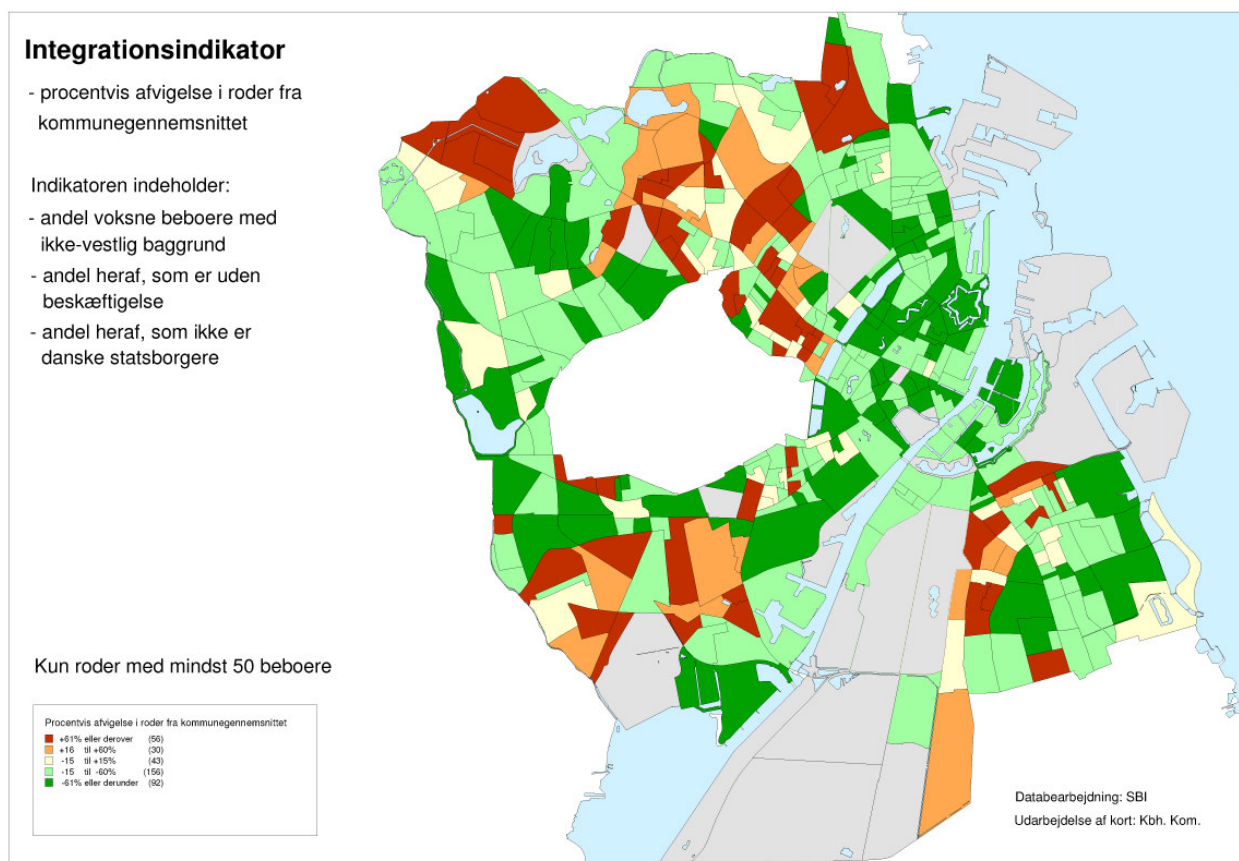 Integrationsindikator
- procentvis afvigelse i roder fra
kommunegennemsnittet
Indikatoren indeholder:
- andel voksne beboere med
ikke-vestlig baggrund
- andel heraf, som er uden
beskæftigelse
- andel heraf, som ikke er
danske statsborgere
Kun roder med mindst 50 beboere
Procentvis afvigelse i roder fra kommunegennemsnittet
+61% eller derover (56)
+16 til +60% (30)
-15 til +15% (43)
-15 til -60% (156)
-61% eller derunder (92)
Databearbejdning: SBI
Udarbejdelse af kort: Kbh. Kom.